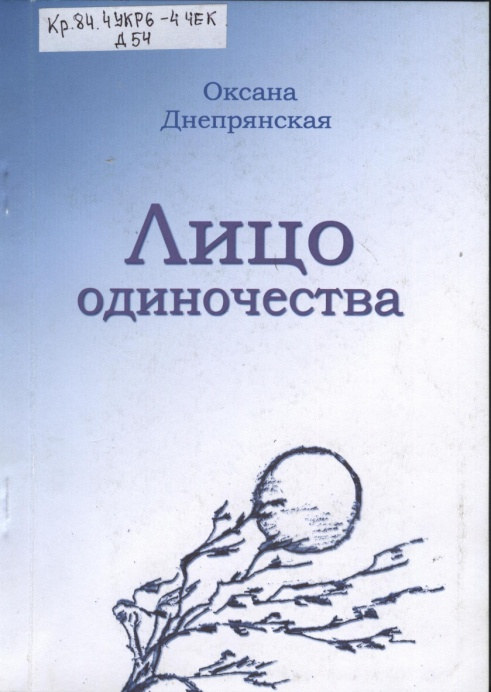 Кр.84.4УКР6-4ЧЕК
Д54
Оксана
Днепрянская
Лицо
одиночества